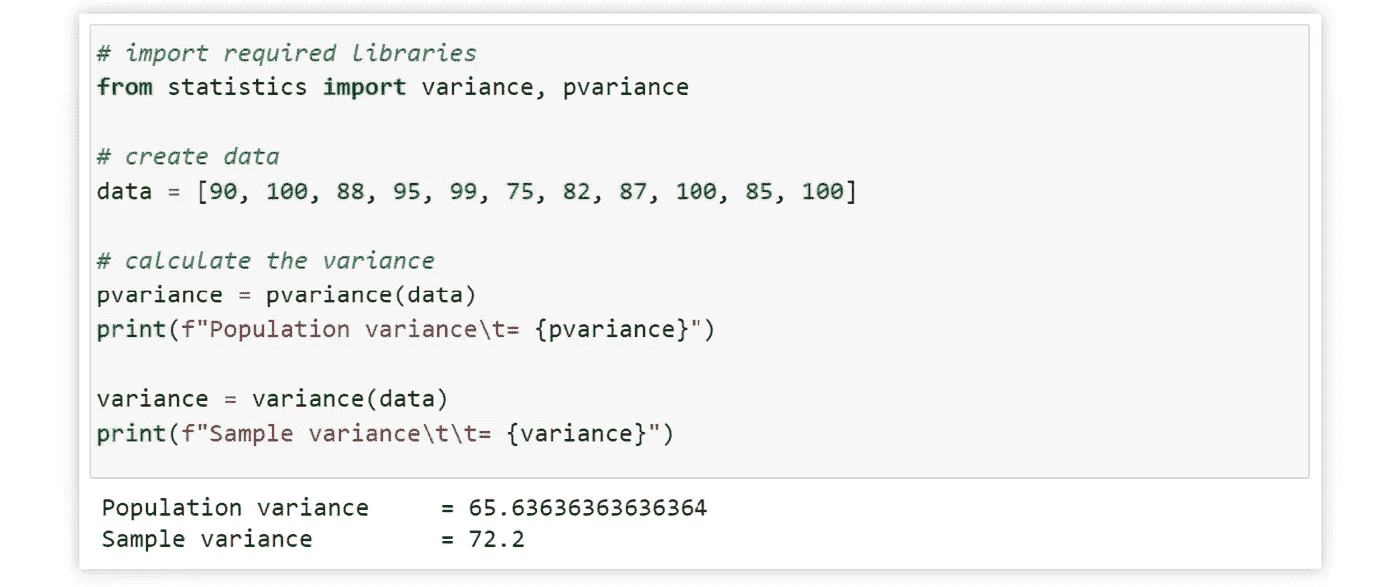 # import required libraries
from statistics import variance, pvariance
# create data
data = [90, 100, 88, 95, 99, 75, 82, 87, 100, 85, 100]
# calculate the variance
pvariance = pvariance(data)
print(f"Population variance\t= {pvariance}")
variance = variance(data)
print(f"Sample variance\t\t= {variance}")
Population variance = 65.63636363636364
Sample variance = 72.2